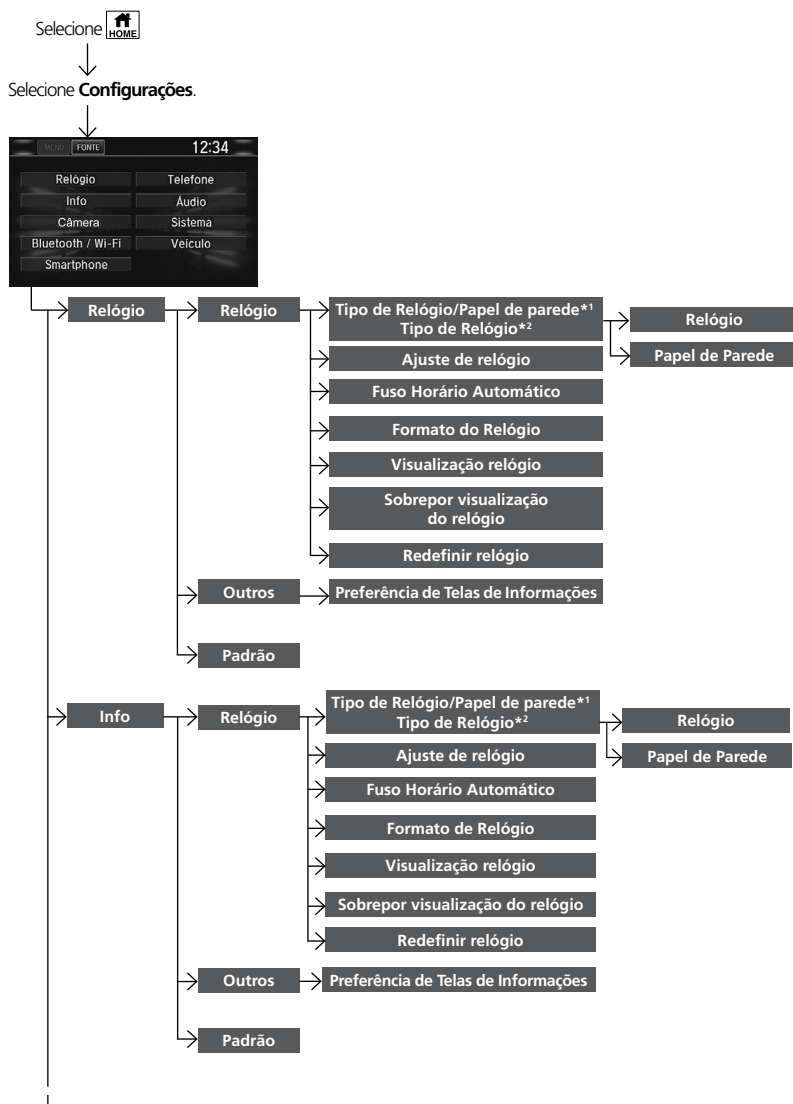 Selecione HOME
Selecione Configurações.
MENU FONTE 12:34
Relógio Telefone
Info Áudio
Câmera Sistema
Bluetooth / Wi-Fi Veículo
Smartphone
Relógio
Relógio
Tipo de Relógio/Papel de parede*1
Tipo de Relógio*2
Relógio
Papel de Parede
Ajuste de relógio
Fuso Horário Automático
Formato do Relógio
Visualização relógio
Sobrepor visualização
do relógio
Redefinir relógio
Outros
Preferência de Telas de Informações
Padrão
Info
Relógio
Tipo de Relógio/Papel de parede*1
Tipo de Relógio*2
Relógio
Papel de Parede
Ajuste de relógio
Fuso Horário Automático
Formato de Relógio
Visualização relógio
Sobrepor visualização do relógio
Redefinir relógio
Outros
Preferência de Telas de Informações
Padrão